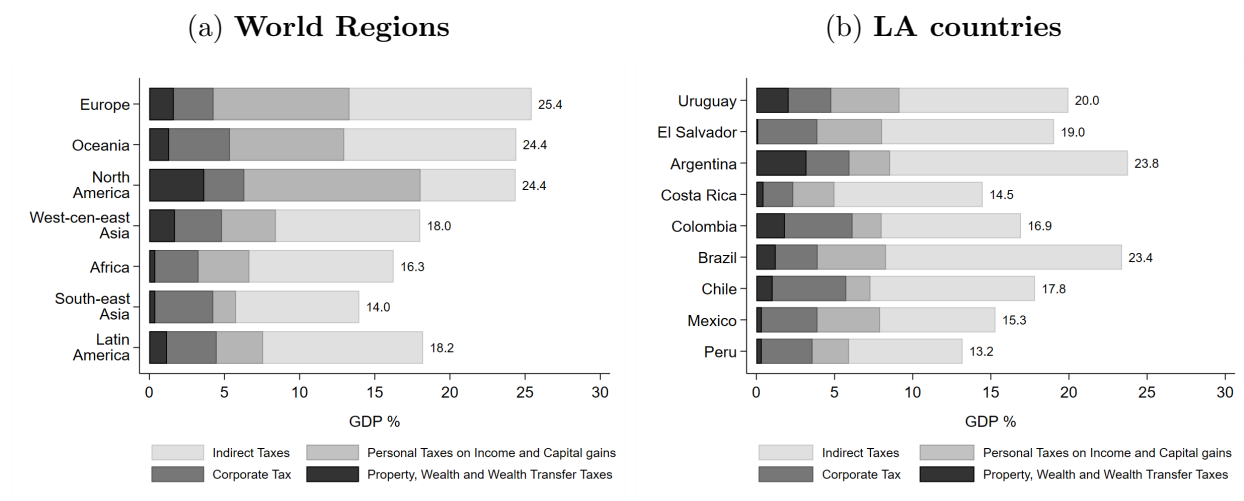 (a) World Regions
Europe
25.4
Oceania
24.4
North
America
24.4
West-cen-east
Asia
18.0
Africa
16.3
South-east
Asia
14.0
Latin
America
18.2
0 5 10 15 20 25 30
GDP %
Indirect Taxes
Personal Taxes on Income and Capital gains
Corporate Tax
Property, Wealth and Wealth Transfer Taxes
(b) LA countries
Uruguay
20.0
El Salvador
19.0
Argentina
23.8
Costa Rica
14.5
Colombia
16.9
Brazil
23.4
Chile
17.8
Mexico
15.3
Peru
13.2
0 5 10 15 20 25 30
GDP %
Indirect Taxes
Personal Taxes on Income and Capital gains
Corporate Tax
Property, Wealth and Wealth Transfer Taxes